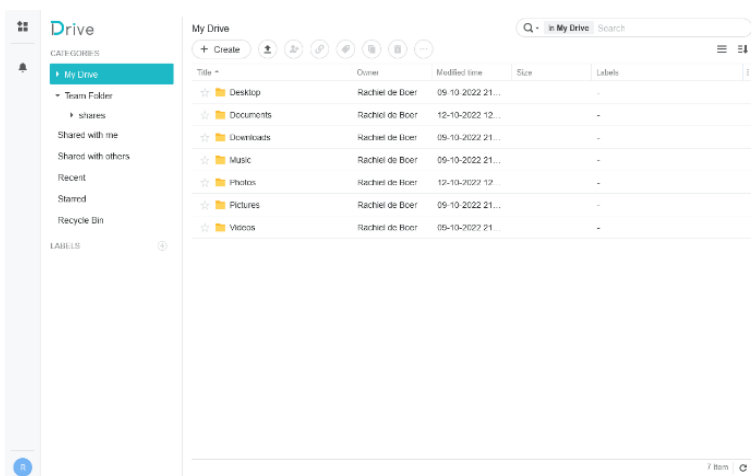 Drive
CATEGORIES
My Drive
Team Folder
shares
Shared with me
Shared with others
Recent
Starred
Recycle Bin
LABELS
R
My Drive
in My Drive Search
+ Create
Title Owner Modified time Size Labels
Desktop Rachiel de Boer 09-10-2022 21... -
Documents Rachiel de Boer 12-10-2022 12... -
Downloads Rachiel de Boer 09-10-2022 21... -
Music Rachiel de Boer 09-10-2022 21... -
Photos Rachiel de Boer 12-10-2022 12... -
Pictures Rachiel de Boer 09-10-2022 21... -
Videos Rachiel de Boer 09-10-2022 21... -
7 item